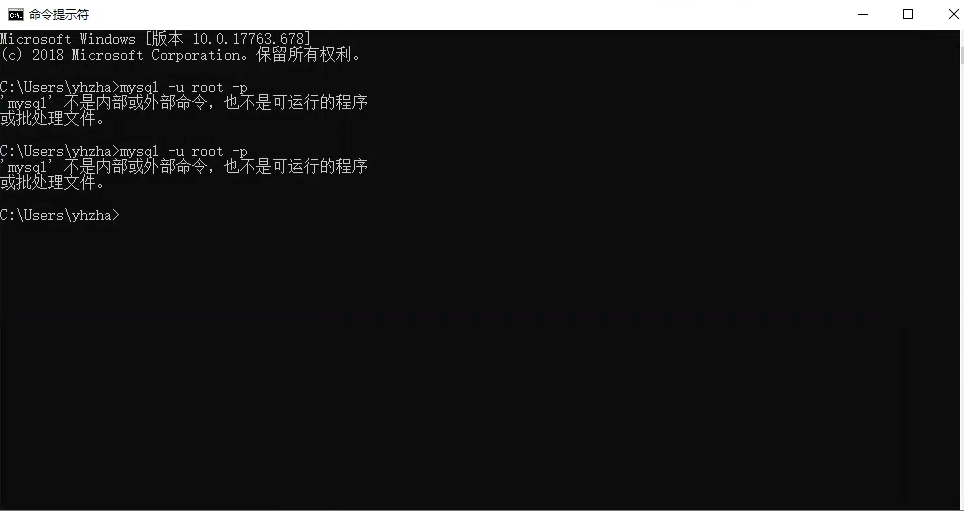 命令提示符
Microsoft Windows [版本 10.0.17763.678]
(c) 2018 Microsoft Corporation。保留所有权利。
C:\Users\yhzha>mysql -u root -p
'mysql' 不是内部或外部命令，也不是可运行的程序
或批处理文件。
C:\Users\yhzha>mysql -u root -p
'mysql' 不是内部或外部命令，也不是可运行的程序
或批处理文件。
C:\Users\yhzha>